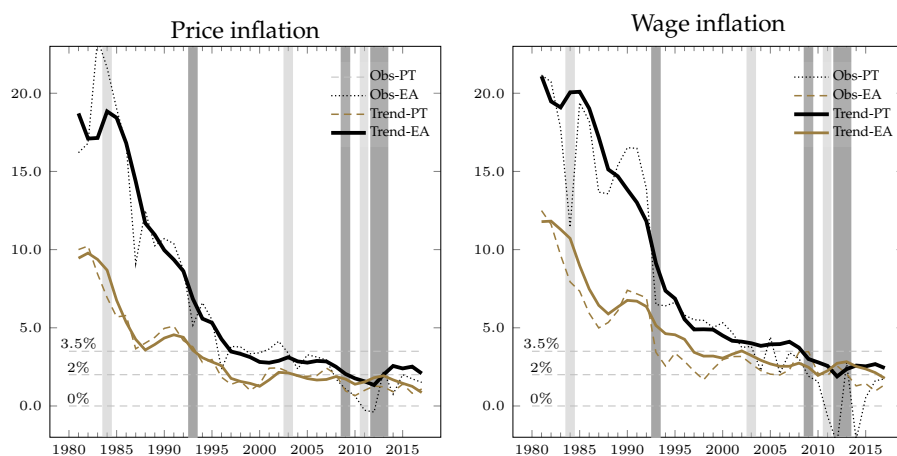 Price inflation
Obs-PT
Obs-EA
Trend-PT
Trend-EA
20.0
15.0
10.0
5.0
0.0
3.5%
2%
0%
1980 1985 1990 1995 2000 2005 2010 2015
Wage inflation
Obs-PT
Obs-EA
Trend-PT
Trend-EA
20.0
15.0
10.0
5.0
0.0
3.5%
2%
0%
1980 1985 1990 1995 2000 2005 2010 2015